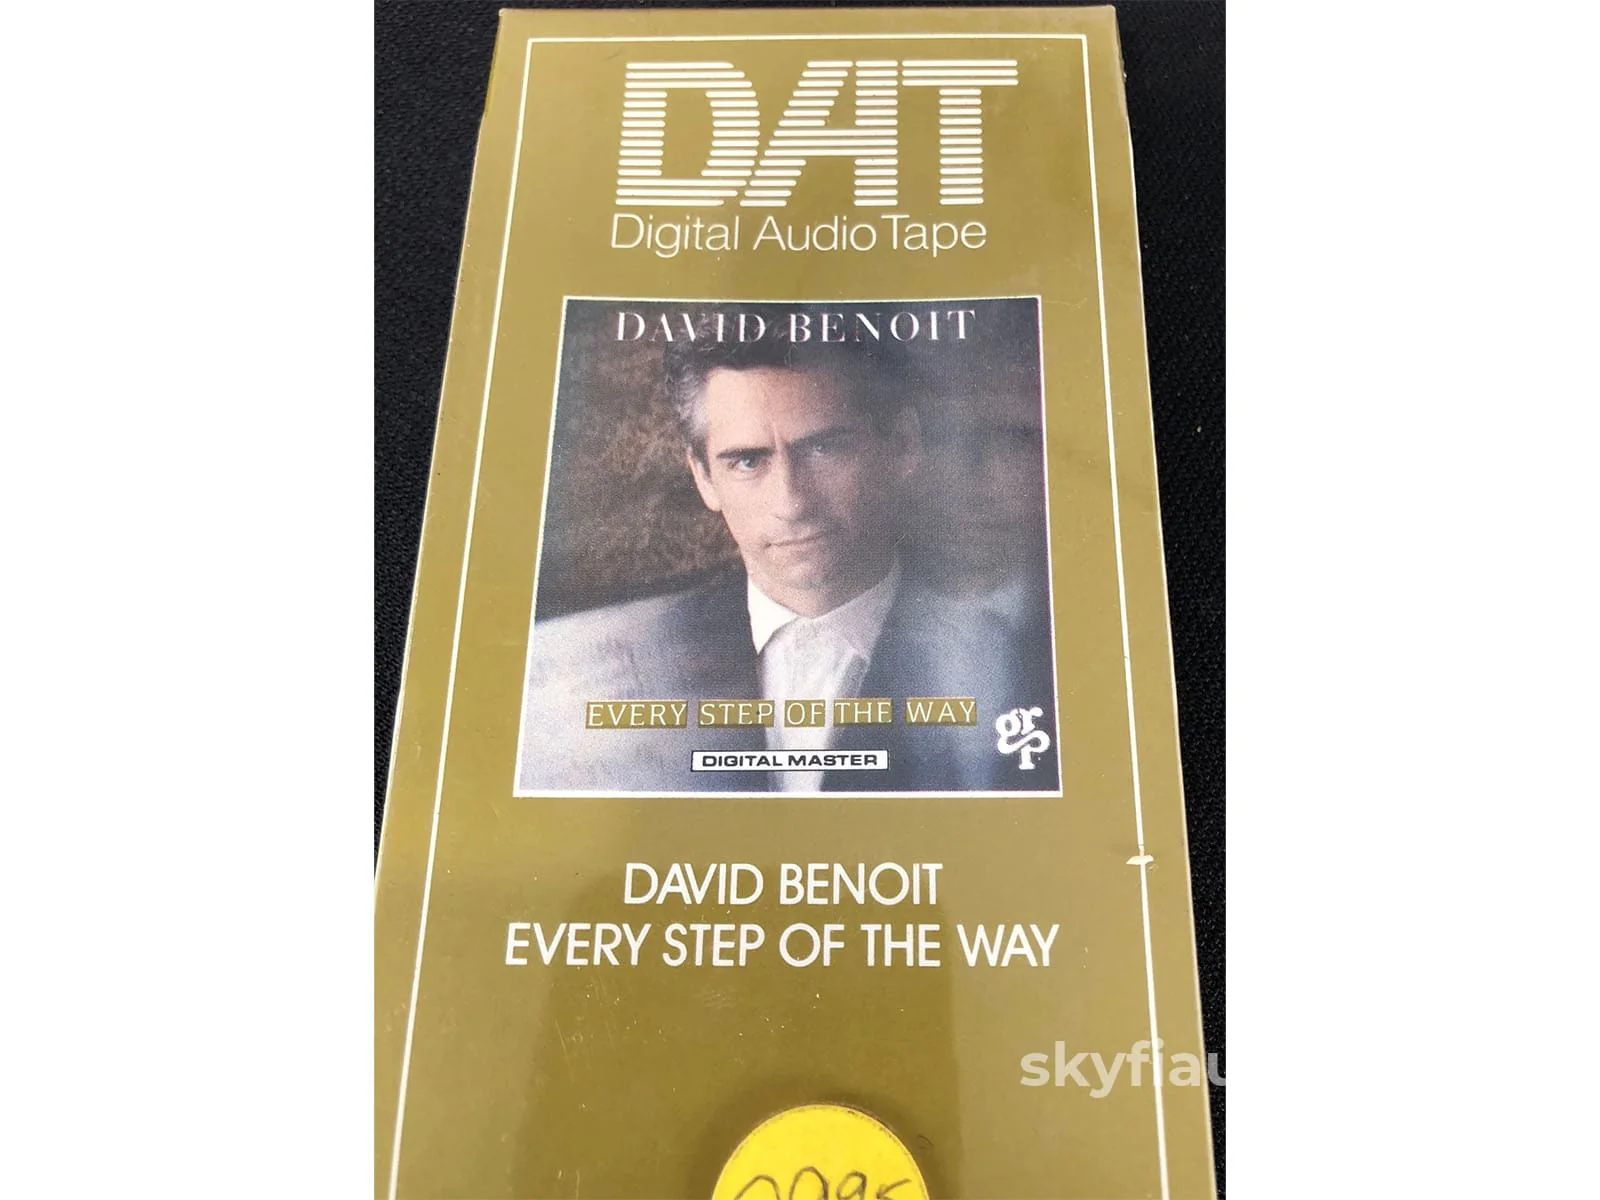 DAT
Digital Audio Tape
DAVID BENOIT
EVERY STEP OF THE WAY
grp
DIGITAL MASTER
DAVID BENOIT
EVERY STEP OF THE WAY
skyfiau